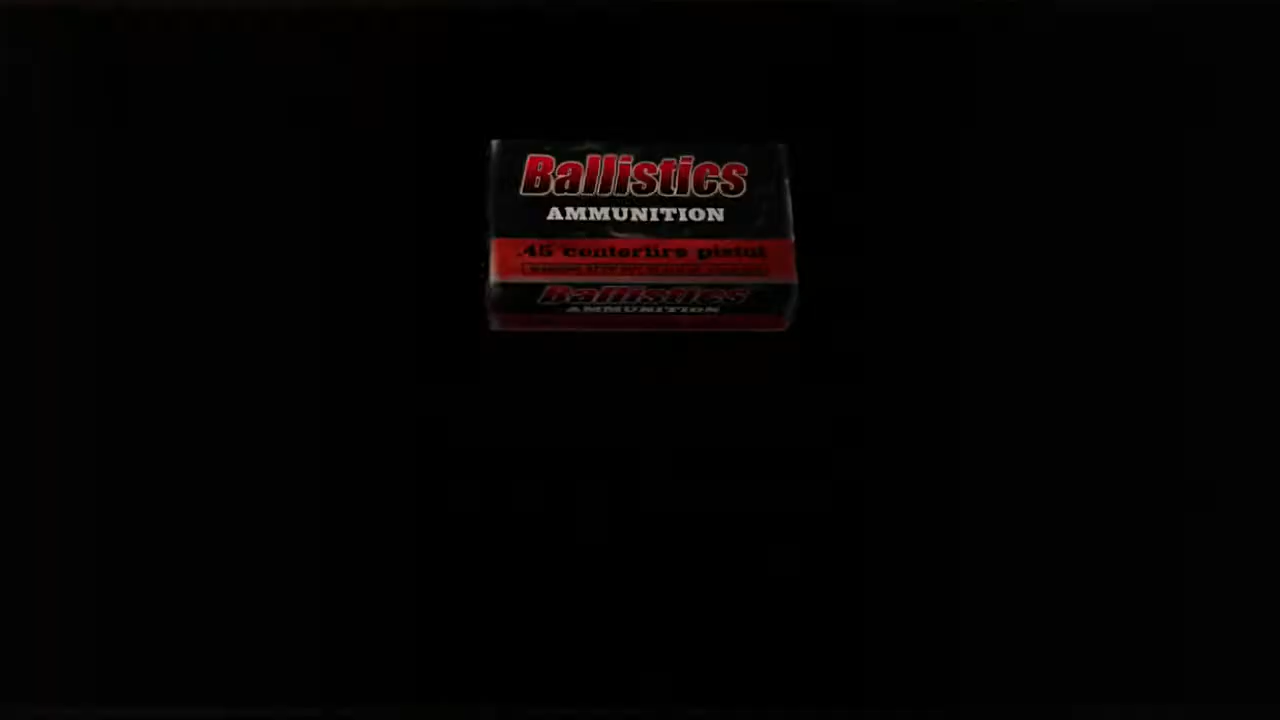 Ballistics
AMMUNITION
.45 centerfire pistol
Ballistics
AMMUNITION